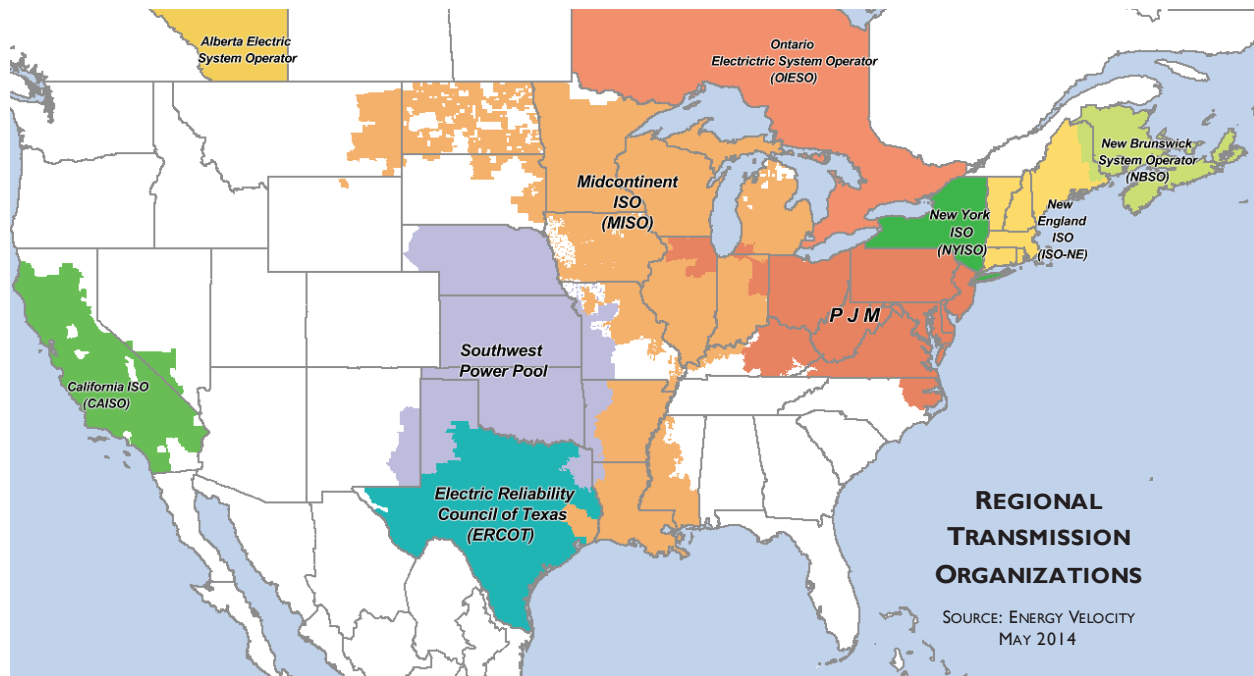 Alberta Electric
System Operator
Ontario
Electrictric System Operator
(OIESO)
New Brunswick
System Operator
(NBSO)
Midcontinent
ISO
(MISO)
New York
ISO
(NYISO)
New
England
ISO
(ISO-NE)
P J M
Southwest
Power Pool
California ISO
(CAISO)
Electric Reliability
Council of Texas
(ERCOT)
REGIONAL
TRANSMISSION
ORGANIZATIONS
SOURCE: ENERGY VELOCITY
MAY 2014